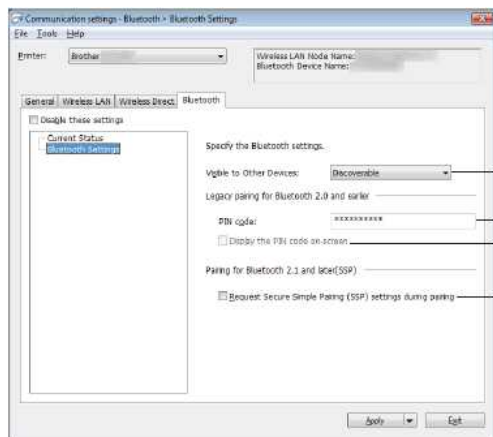 Communication settings - Bluetooth > Bluetooth Settings
File Tools Help
Printer: Brother
Wireless LAN Node Name:
Bluetooth Device Name:
General Wireless LAN Wireless Direct Bluetooth
Disable these settings
Current Status
Bluetooth Settings
Specify the Bluetooth settings.
Visible to Other Devices: Discoverable
Legacy pairing for Bluetooth 2.0 and earlier
PIN code: **********
Display the PIN code on-screen
Pairing for Bluetooth 2.1 and later(SSP)
Request Secure Simple Pairing (SSP) settings during pairing
Apply Exit